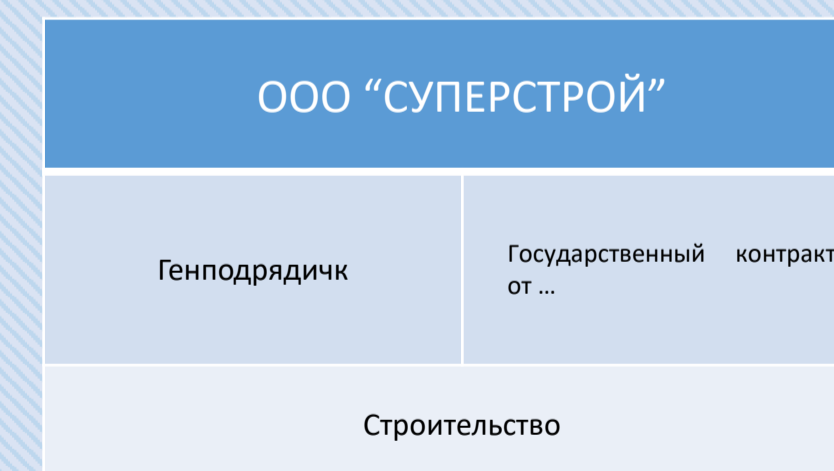 ООО “СУПЕРСТРОЙ”
Генподрядичк
Государственный контракт
от ...
Строительство